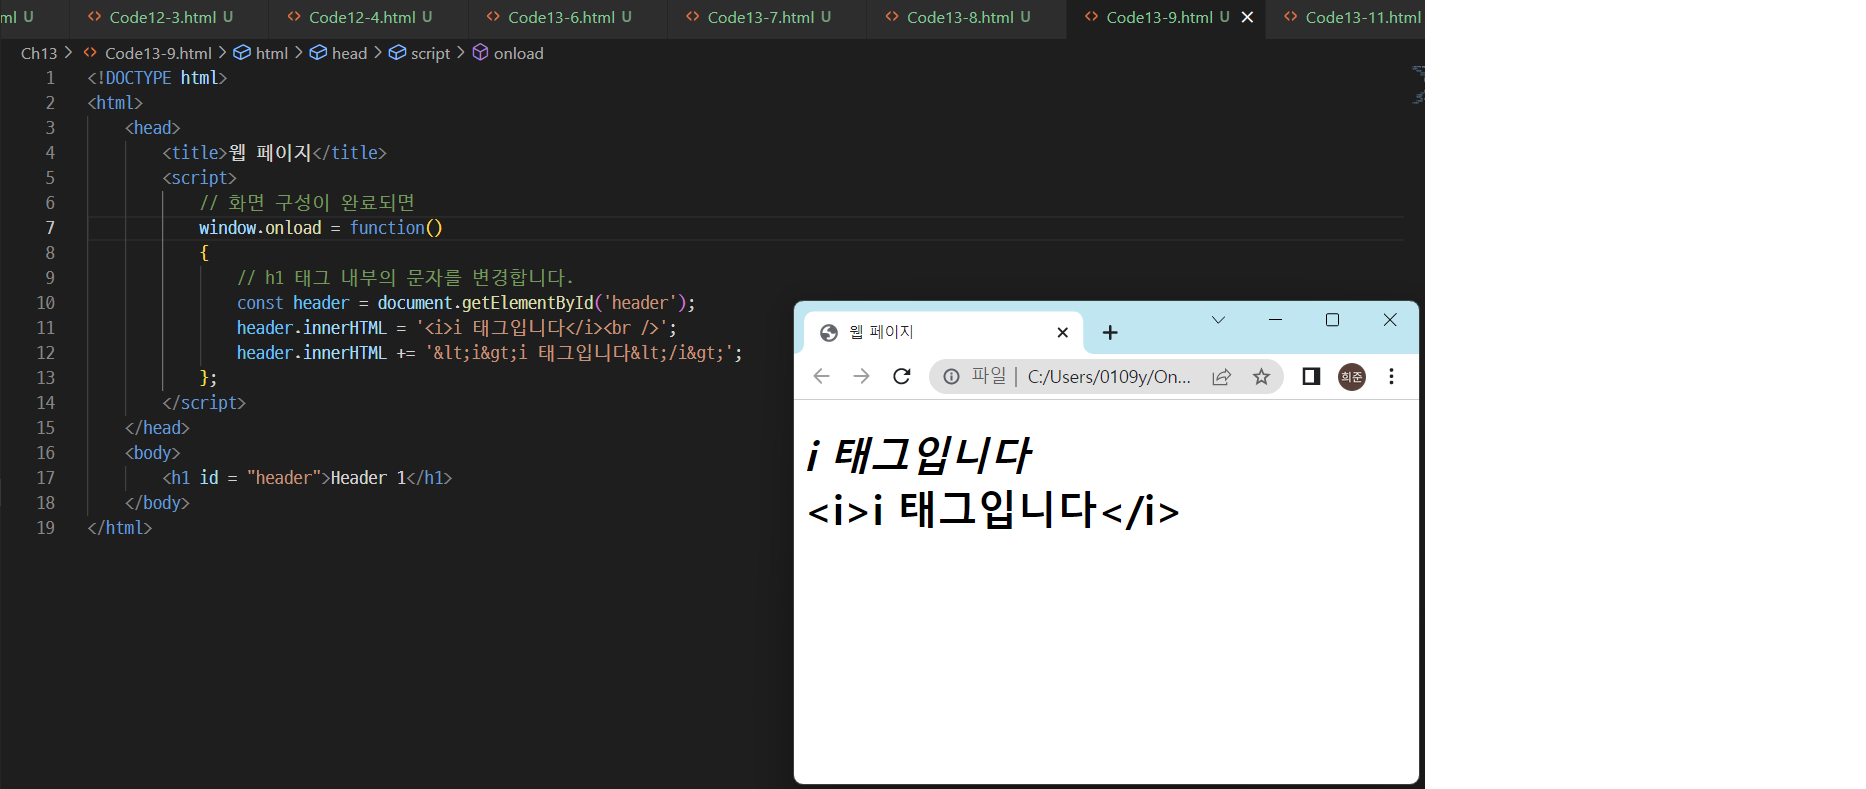 ml U Code12-3.html U Code12-4.html U Code13-6.html U Code13-7.html U Code13-8.html U Code13-9.html U Code13-11.html
Ch13 > Code13-9.html > html > head > script > onload
1 <!DOCTYPE html>
2 <html>
3 <head>
4 <title>웹 페이지</title>
5 <script>
6 // 화면 구성이 완료되면
7 window.onload = function()
8 {
9 // h1 태그 내부의 문자를 변경합니다.
10 const header = document.getElementById('header');
11 header.innerHTML = '<i>i 태그입니다</i><br />';
12 header.innerHTML += '&lt;i&gt;i 태그입니다&lt;/i&gt;';
13 };
14 </script>
15 </head>
16 <body>
17 <h1 id = "header">Header 1</h1>
18 </body>
19 </html>
웹 페이지
파일 | C:/Users/0109y/On... 희준
i 태그입니다
<i>i 태그입니다</i>